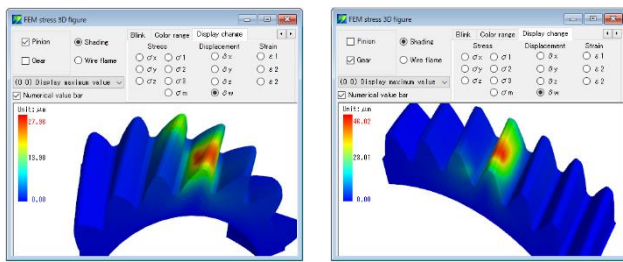 FEM stress 3D figure
Pinion
Gear
Shading
Wire flame
(0 0) Display maximum value
Numerical value bar
Blink Color range Display change
Stress Displacement Strain
σx σ1 δx ε1
σy σ2 δy ε2
σz σ3 δz ε2
σm δw
Unit: μm
27.98
13.98
0.00
FEM stress 3D figure
Pinion
Gear
Shading
Wire flame
(0 0) Display maximum value
Numerical value bar
Blink Color range Display change
Stress Displacement Strain
σx σ1 δx ε1
σy σ2 δy ε2
σz σ3 δz ε2
σm δw
Unit: μm
46.02
0.00